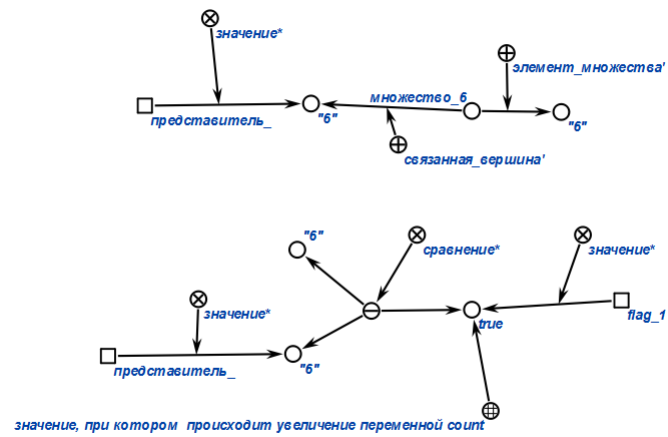 значение*
элемент_множества'
представитель_
"6"
множество_6
"6"
связанная_вершина'
"6"
сравнение*
значение*
значение*
true
flag_1
представитель_
"6"
значение, при котором происходит увеличение переменной count